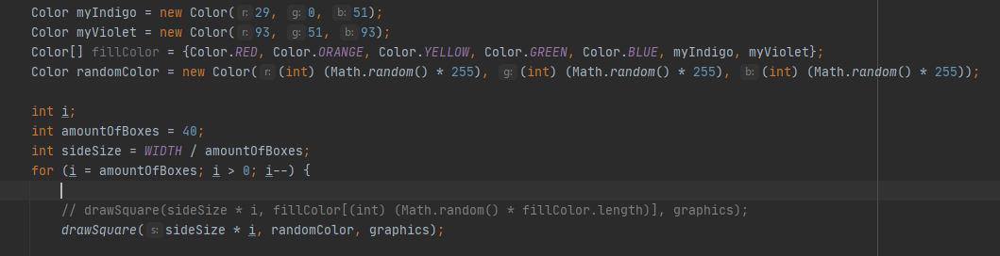 Color myIndigo = new Color( r: 29, g: 0, b: 51);
Color myViolet = new Color( r: 93, g: 51, b: 93);
Color[] fillColor = {Color.RED, Color.ORANGE, Color.YELLOW, Color.GREEN, Color.BLUE, myIndigo, myViolet};
Color randomColor = new Color( r: (int) (Math.random() * 255), g: (int) (Math.random() * 255), b: (int) (Math.random() * 255));
int i;
int amountOfBoxes = 40;
int sideSize = WIDTH / amountOfBoxes;
for (i = amountOfBoxes; i > 0; i--) {
// drawSquare(sideSize * i, fillColor[(int) (Math.random() * fillColor.length)], graphics);
drawSquare( s: sideSize * i, randomColor, graphics);